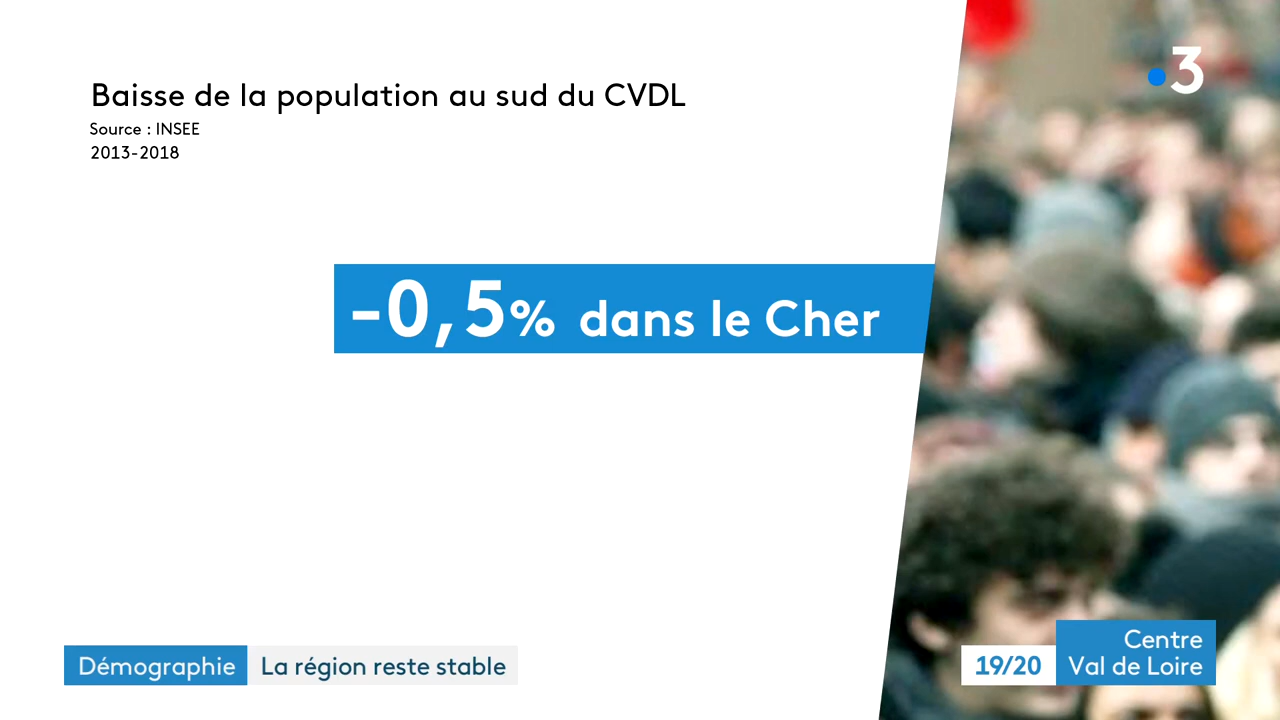 Baisse de la population au sud du CVDL
Source : INSEE
2013-2018
3
-0,5% dans le Cher
Démographie La région reste stable
19/20 Centre
Val de Loire